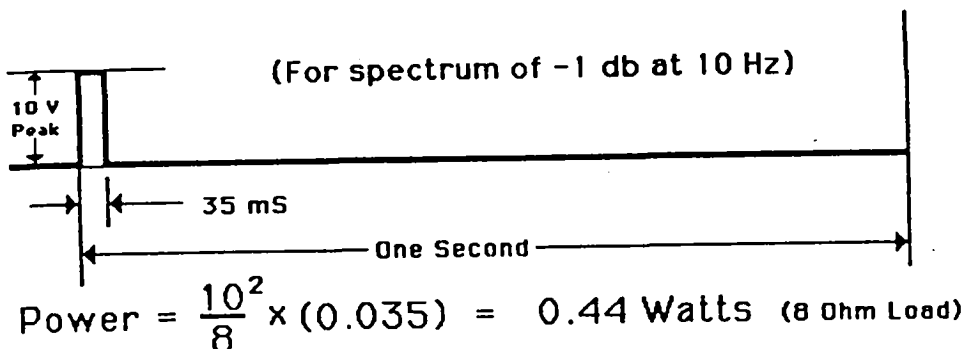 (For spectrum of -1 db at 10 Hz)
10 V
Peak
35 mS
One Second
Power = 10²/8 x (0.035) = 0.44 Watts (8 Ohm Load)